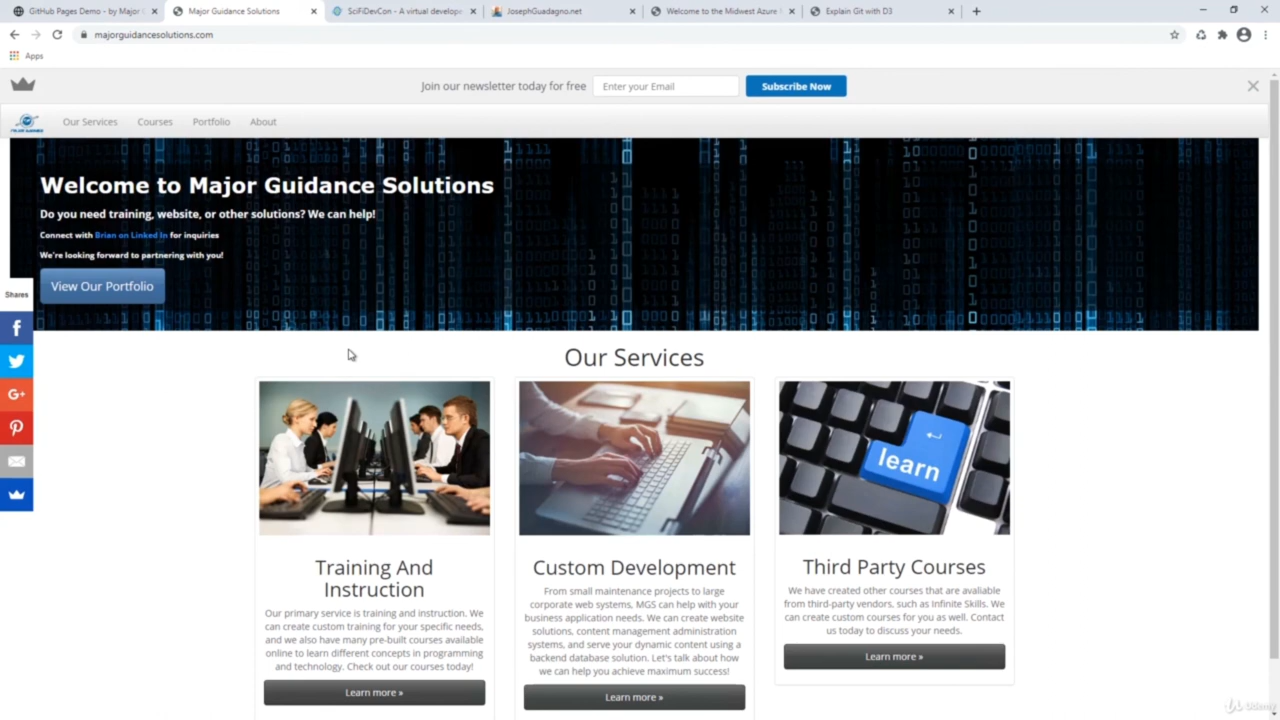 GitHub Pages Demo - by Major
Major Guidance Solutions
SciFiDevCon - A virtual develope
JosephGuadagno.net
Welcome to the Midwest Azure
Explain Git with D3
majorguidancesolutions.com
Apps
Join our newsletter today for free
Enter your Email
Subscribe Now
Our Services
Courses
Portfolio
About
Welcome to Major Guidance Solutions
Do you need training, website, or other solutions? We can help!
Connect with Brian on Linked In for inquiries
We're looking forward to partnering with you!
View Our Portfolio
Shares
Our Services
learn
Training And
Instruction
Our primary service is training and instruction. We
can create custom training for your specific needs,
and we also have many pre-built courses available
online to learn different concepts in programming
and technology. Check out our courses today!
Learn more »
Custom Development
From small maintenance projects to large
corporate web systems, MGS can help with your
business application needs. We can create website
solutions, content management administration
systems, and serve your dynamic content using a
backend database solution. Let's talk about how
we can help you achieve maximum success!
Learn more »
Third Party Courses
We have created other courses that are avaliable
from third-party vendors, such as Infinite Skills. We
can create custom courses for you as well. Contact
us today to discuss your needs.
Learn more »
Udemy